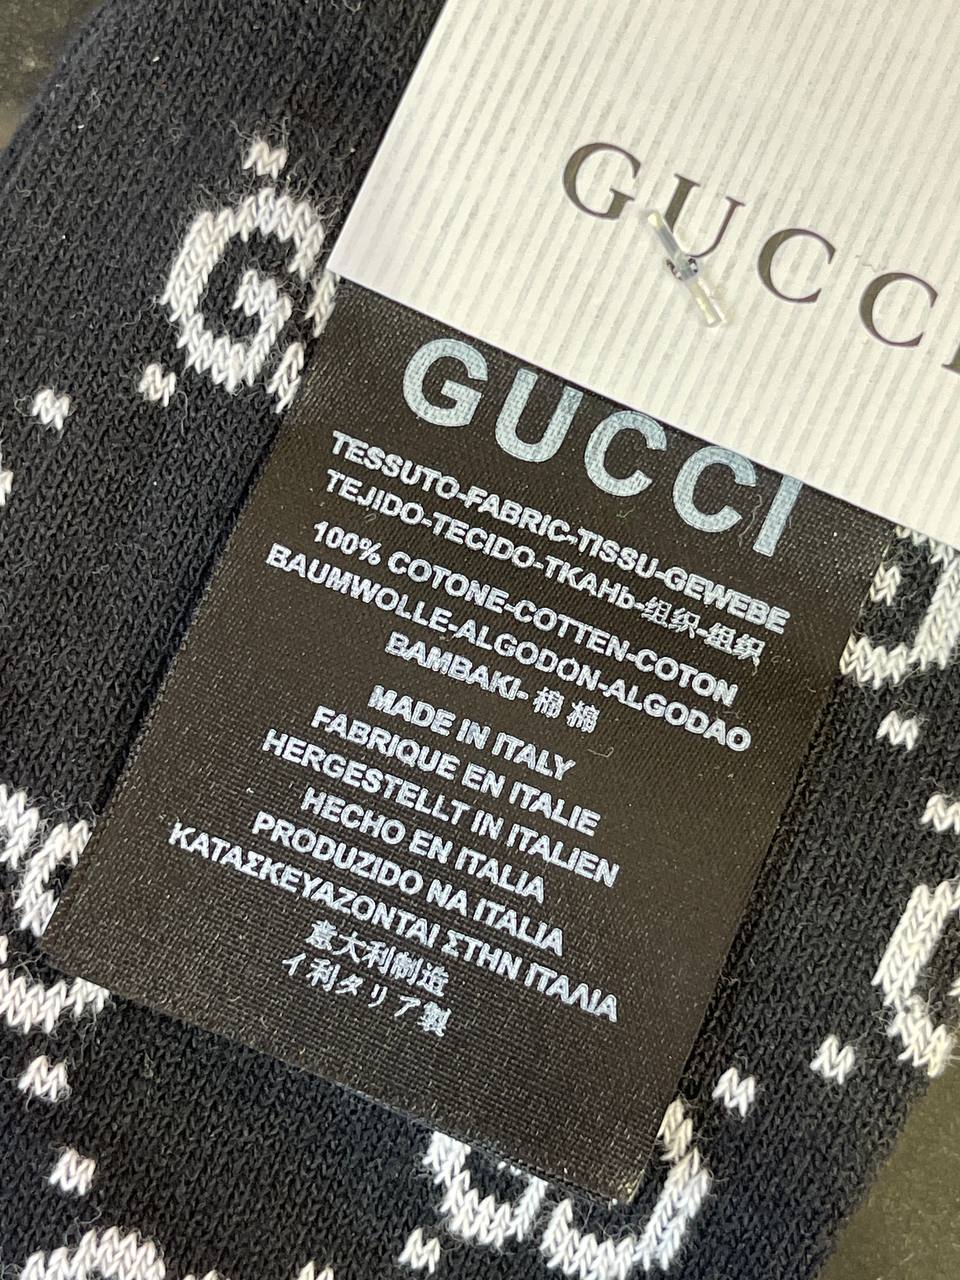 GUCCI
GUCCI
TESSUTO-FABRIC-TISSU-GEWEBE
TEJIDO-TECIDO-ТКАНЬ-组织-组织
100% COTONE-COTTEN-COTON
BAUMWOLLE-ALGODON-ALGODAO
BAMBAKI- 棉 綿
MADE IN ITALY
FABRIQUE EN ITALIE
HERGESTELLT IN ITALIEN
HECHO EN ITALIA
PRODUZIDO NA ITALIA
ΚΑΤΑΣΚΕΥΑΖΟΝΤΑΙ ΣΤΗΝ ΙΤΑΛΙΑ
意大利制造
イ利タリア製